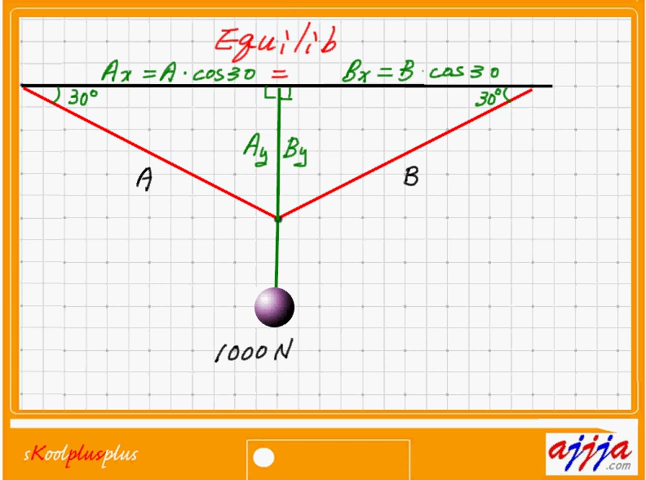 Equilib
Ax = A · cos30 = Bx = B · cos30
30° 30°
Ay By
A B
1000 N
sKoolplusplus
ajjja
.com